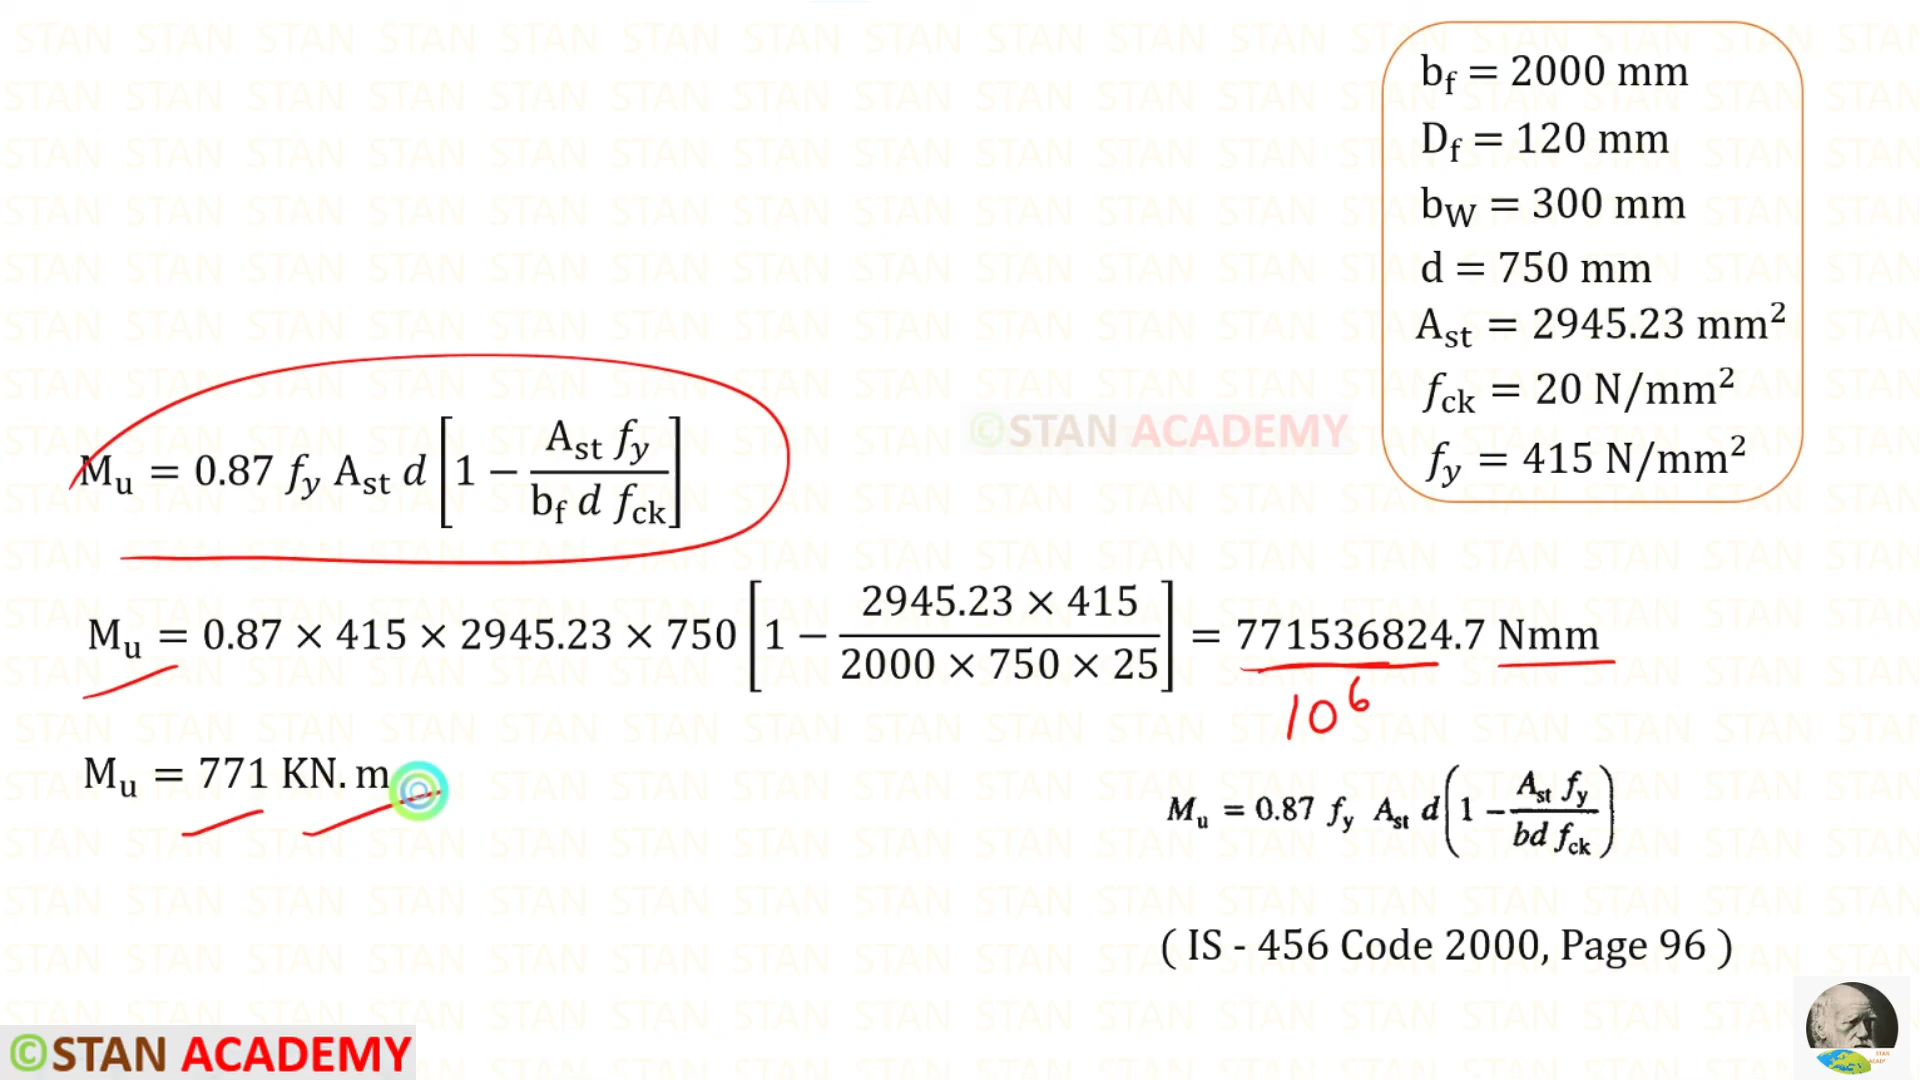 b_f = 2000 mm
D_f = 120 mm
b_W = 300 mm
d = 750 mm
A_st = 2945.23 mm²
f_ck = 20 N/mm²
f_y = 415 N/mm²
©STAN ACADEMY
M_u = 0.87 f_y A_st d [1 − (A_st f_y)/(b_f d f_ck)]
M_u = 0.87 × 415 × 2945.23 × 750 [1 − (2945.23 × 415)/(2000 × 750 × 25)] = 771536824.7 Nmm
10⁶
M_u = 771 KN. m
M_u = 0.87 f_y A_st d (1 − (A_st f_y)/(bd f_ck))
( IS - 456 Code 2000, Page 96 )
©STAN ACADEMY